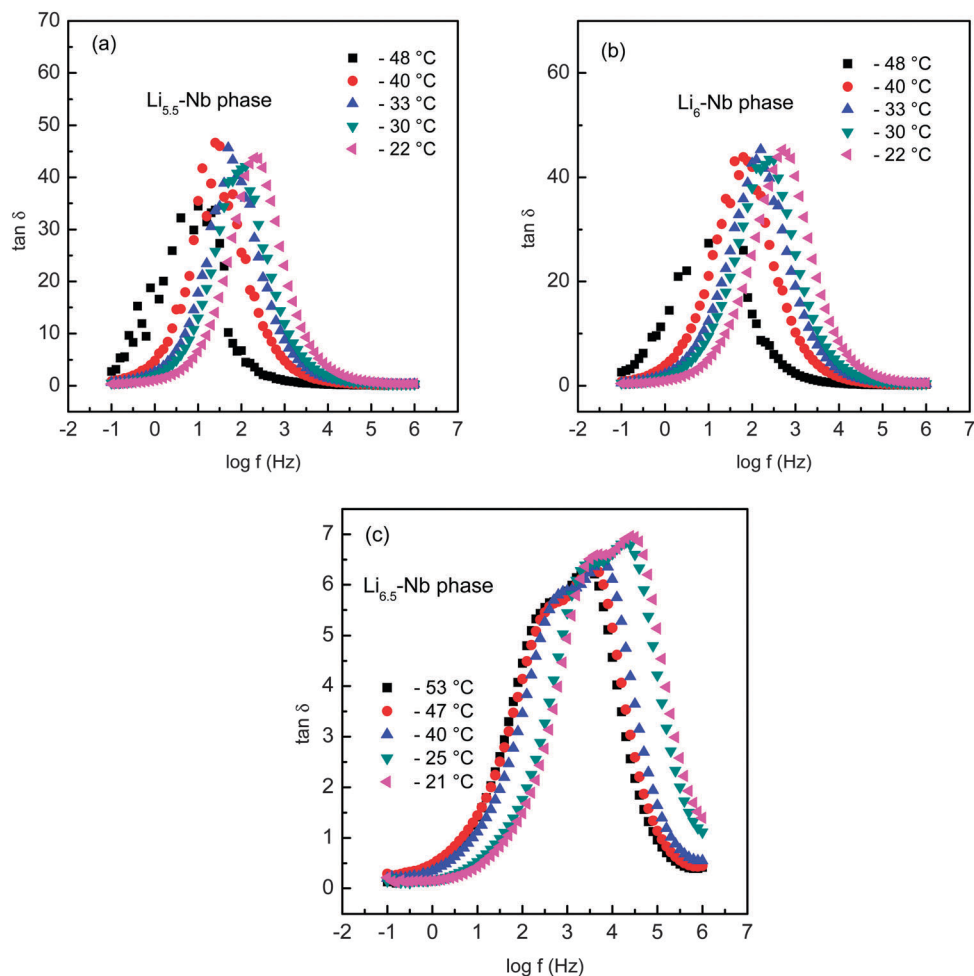 (a)
Li5.5-Nb phase
- 48 °C
- 40 °C
- 33 °C
- 30 °C
- 22 °C
70
60
50
40
30
20
10
0
tan δ
-2 -1 0 1 2 3 4 5 6 7
log f (Hz)
(b)
Li6-Nb phase
- 48 °C
- 40 °C
- 33 °C
- 30 °C
- 22 °C
60
40
20
0
tan δ
-2 -1 0 1 2 3 4 5 6 7
log f (Hz)
(c)
Li6.5-Nb phase
- 53 °C
- 47 °C
- 40 °C
- 25 °C
- 21 °C
7
6
5
4
3
2
1
0
tan δ
-2 -1 0 1 2 3 4 5 6 7
log f (Hz)